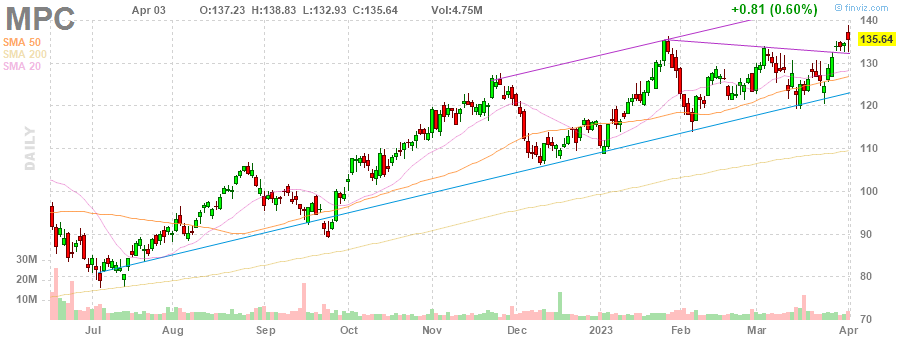 MPC
Apr 03 O:137.23 H:138.83 L:132.93 C:135.64 Vol:4.75M
+0.81 (0.60%)
© finviz.com
SMA 50
SMA 200
SMA 20
DAILY
140
135.64
130
120
110
100
90
80
70
30M
20M
10M
Jul Aug Sep Oct Nov Dec 2023 Feb Mar Apr